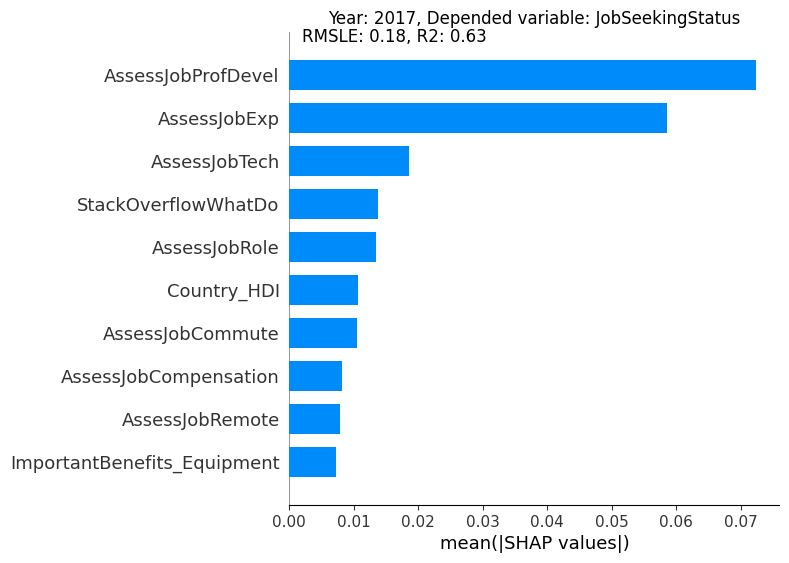 Year: 2017, Depended variable: JobSeekingStatus
RMSLE: 0.18, R2: 0.63
AssessJobProfDevel
AssessJobExp
AssessJobTech
StackOverflowWhatDo
AssessJobRole
Country_HDI
AssessJobCommute
AssessJobCompensation
AssessJobRemote
ImportantBenefits_Equipment
0.00 0.01 0.02 0.03 0.04 0.05 0.06 0.07
mean(|SHAP values|)